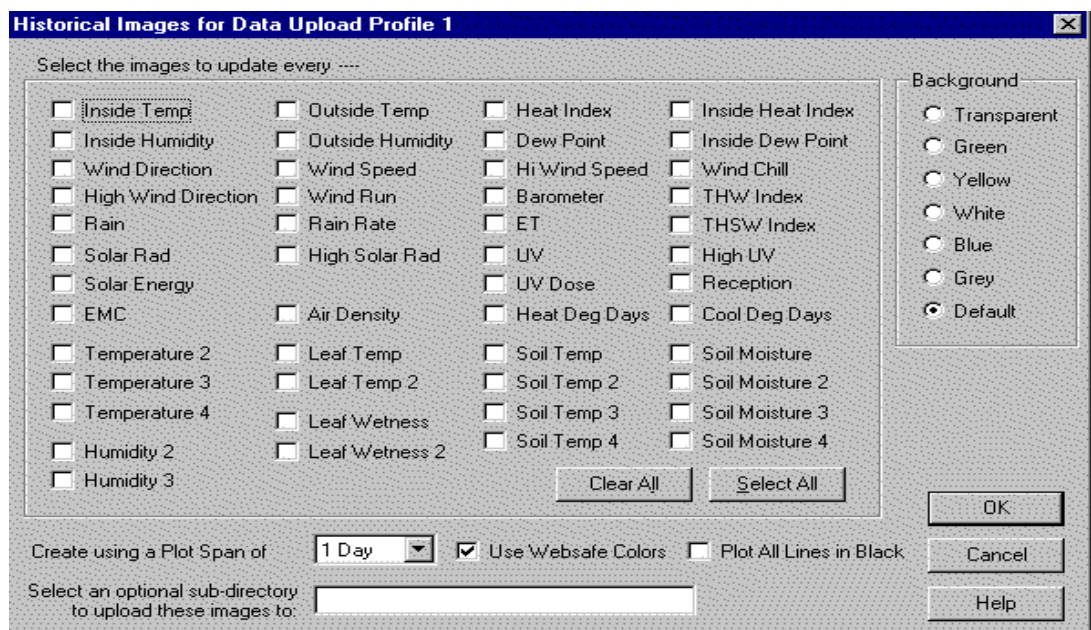 Historical Images for Data Upload Profile 1
Select the images to update every ----
Background
Inside Temp Outside Temp Heat Index Inside Heat Index
Transparent
Inside Humidity Outside Humidity Dew Point Inside Dew Point
Green
Wind Direction Wind Speed Hi Wind Speed Wind Chill
Yellow
High Wind Direction Wind Run Barometer THW Index
White
Rain Rain Rate ET THSW Index
Blue
Solar Rad High Solar Rad UV High UV
Grey
Solar Energy UV Dose Reception
Default
EMC Air Density Heat Deg Days Cool Deg Days
Temperature 2 Leaf Temp Soil Temp Soil Moisture
Temperature 3 Leaf Temp 2 Soil Temp 2 Soil Moisture 2
Temperature 4 Leaf Wetness Soil Temp 3 Soil Moisture 3
Humidity 2 Leaf Wetness 2 Soil Temp 4 Soil Moisture 4
Humidity 3
Clear All Select All
OK
Create using a Plot Span of 1 Day Use Websafe Colors Plot All Lines in Black
Cancel
Select an optional sub-directory
to upload these images to:
Help